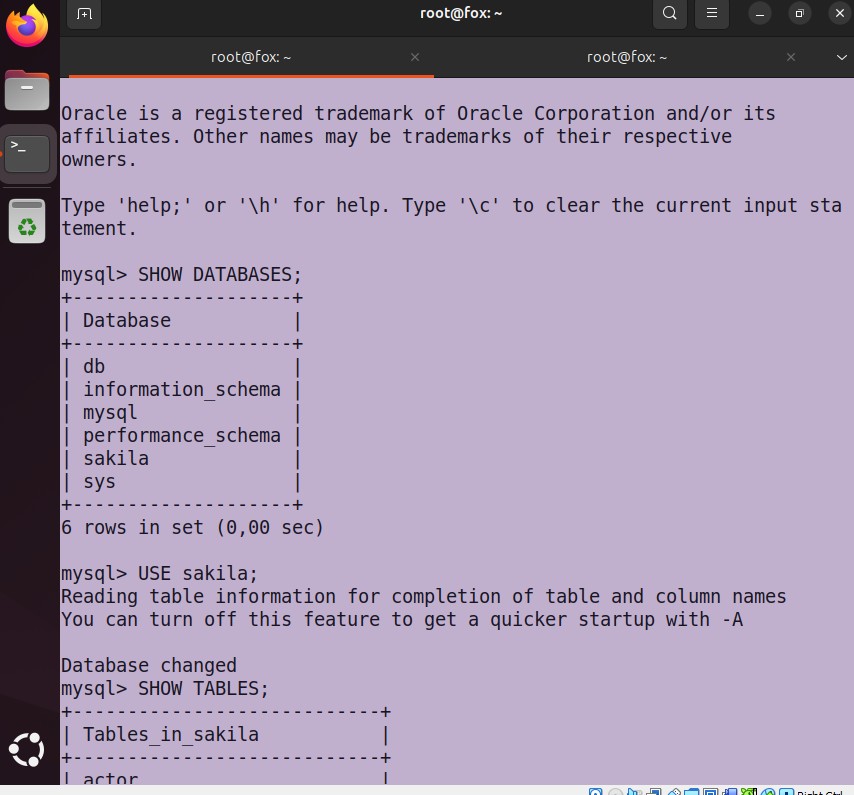 root@fox: ~
root@fox: ~
root@fox: ~
Oracle is a registered trademark of Oracle Corporation and/or its
affiliates. Other names may be trademarks of their respective
owners.
Type 'help;' or '\h' for help. Type '\c' to clear the current input sta
tement.
mysql> SHOW DATABASES;
+--------------------+
| Database           |
+--------------------+
| db                 |
| information_schema |
| mysql              |
| performance_schema |
| sakila             |
| sys                |
+--------------------+
6 rows in set (0,00 sec)
mysql> USE sakila;
Reading table information for completion of table and column names
You can turn off this feature to get a quicker startup with -A
Database changed
mysql> SHOW TABLES;
+----------------------------+
| Tables_in_sakila           |
+----------------------------+
| actor                      |
Right Ctrl